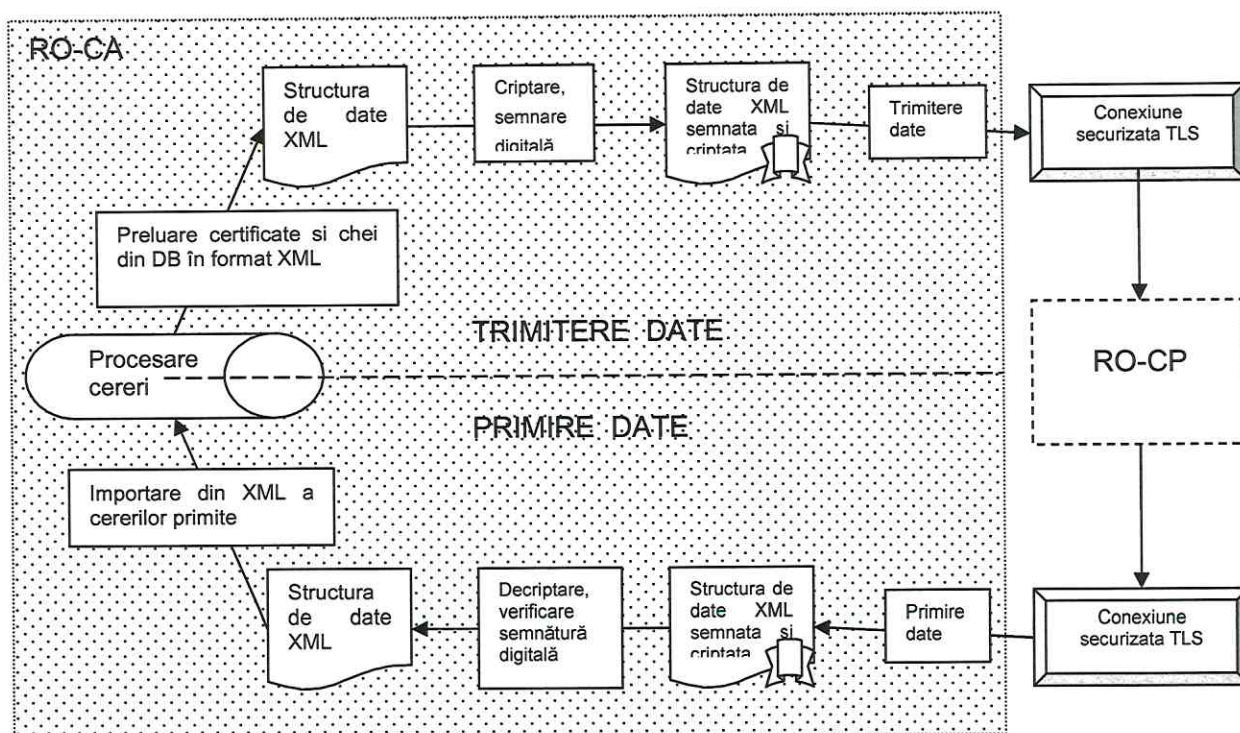 RO-CA
Structura
de date
XML
Criptare,
semnare
digitală
Structura de
date XML
semnata si
criptata
Trimitere
date
Conexiune
securizata TLS
Preluare certificate si chei
din DB în format XML
TRIMITERE DATE
Procesare
cereri
RO-CP
PRIMIRE DATE
Importare din XML a
cererilor primite
Structura
de date
XML
Decriptare,
verificare
semnătură
digitală
Structura de
date XML
semnata si
criptata
Primire
date
Conexiune
securizata TLS